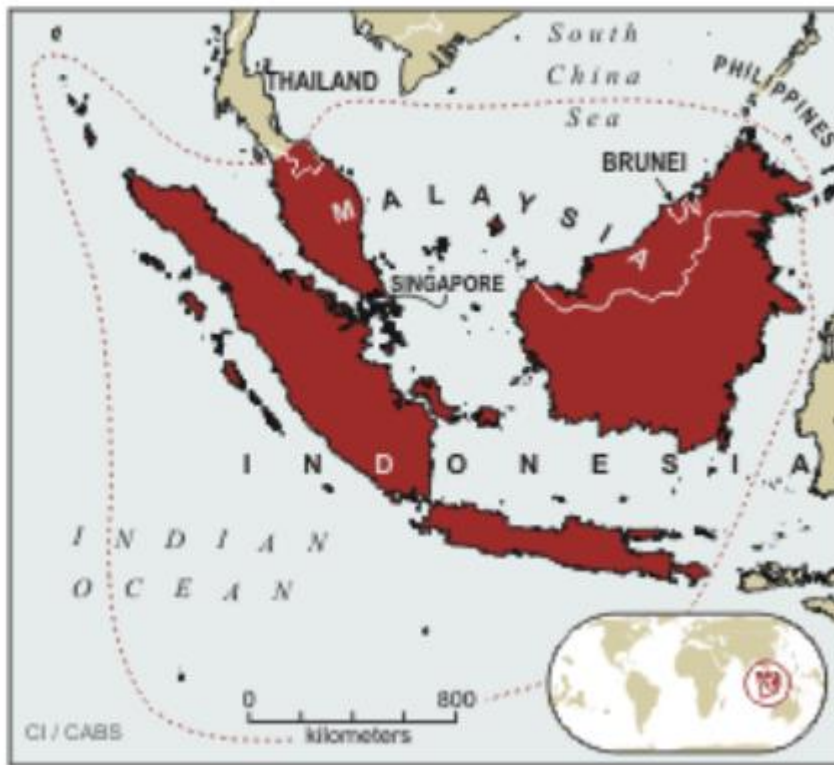 South
China
Sea
THAILAND
PHILIPPINES
BRUNEI
MALAYSIA
SINGAPORE
INDONESIA
INDIAN
OCEAN
0 800
kilometers
CI / CABS